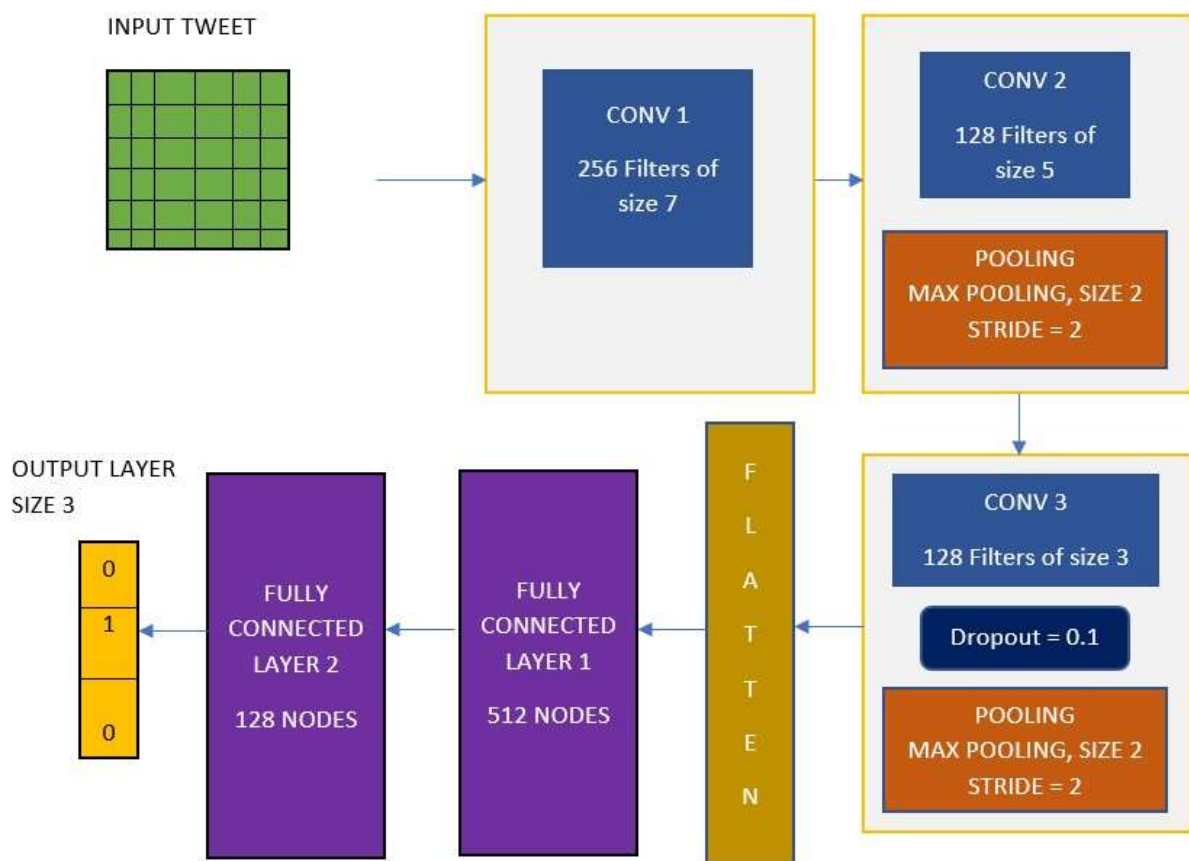 INPUT TWEET
CONV 1
256 Filters of
size 7
CONV 2
128 Filters of
size 5
POOLING
MAX POOLING, SIZE 2
STRIDE = 2
CONV 3
128 Filters of size 3
Dropout = 0.1
POOLING
MAX POOLING, SIZE 2
STRIDE = 2
F
L
A
T
T
E
N
FULLY
CONNECTED
LAYER 1
512 NODES
FULLY
CONNECTED
LAYER 2
128 NODES
OUTPUT LAYER
SIZE 3
0
1
0